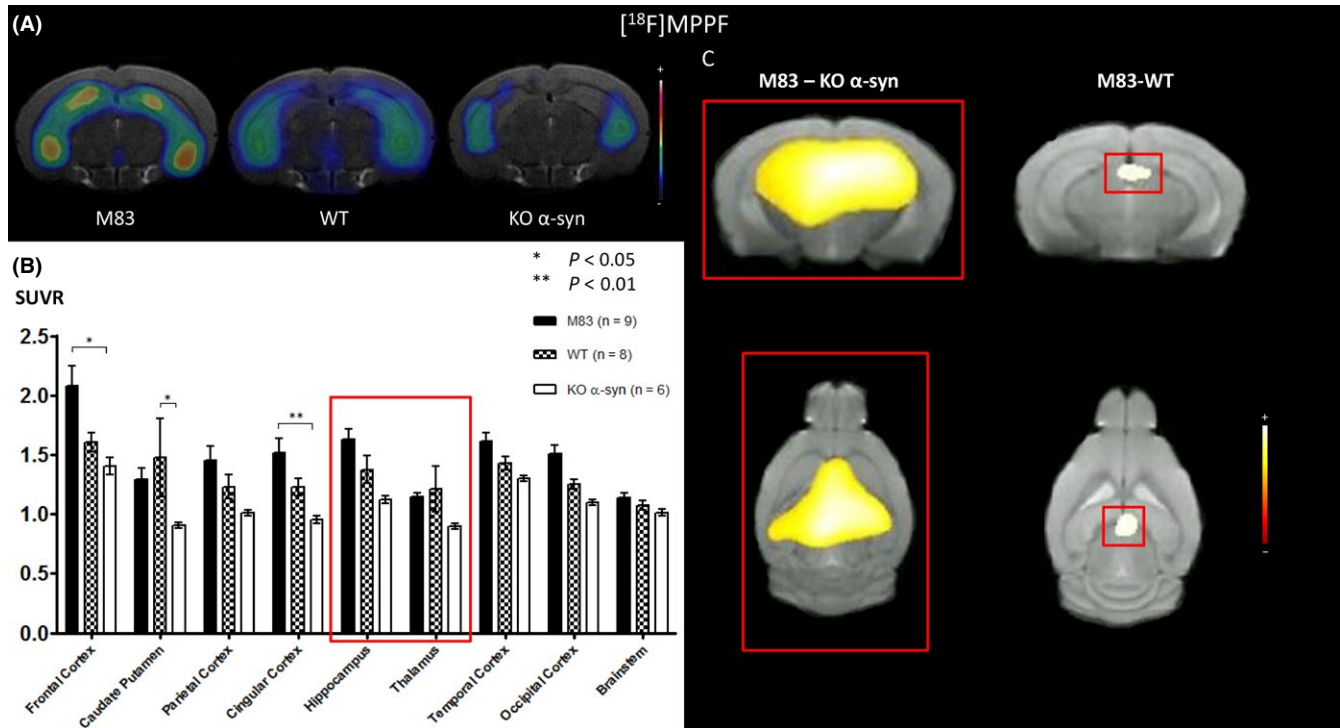 [¹⁸F]MPPF
(A)
+
-
M83
WT
KO α-syn
(B)
SUVR
* P < 0.05
** P < 0.01
M83 (n = 9)
WT (n = 8)
KO α-syn (n = 6)
2.5
2.0
1.5
1.0
0.5
0.0
*
*
**
Frontal Cortex
Caudate Putamen
Parietal Cortex
Cingular Cortex
Hippocampus
Thalamus
Temporal Cortex
Occipital Cortex
Brainstem
C
M83 – KO α-syn
M83-WT
+
–